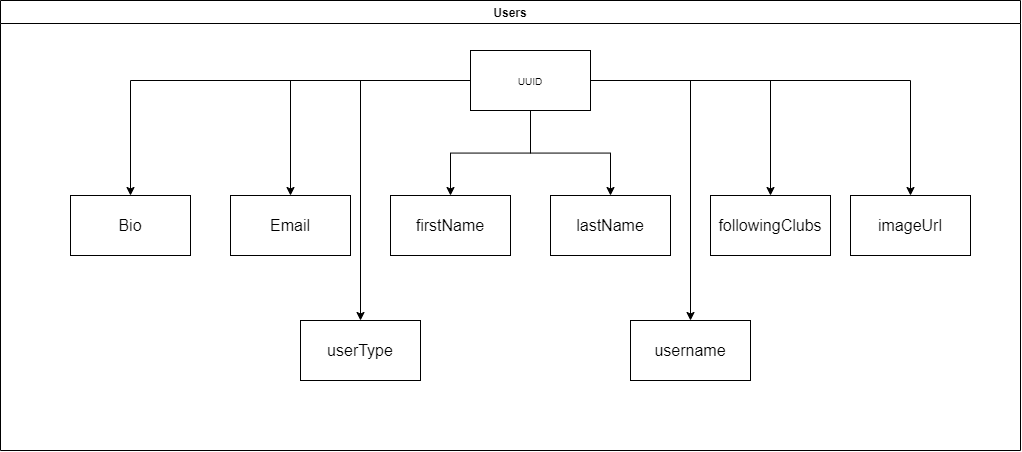 Users
UUID
Bio
Email
firstName
lastName
followingClubs
imageUrl
userType
username